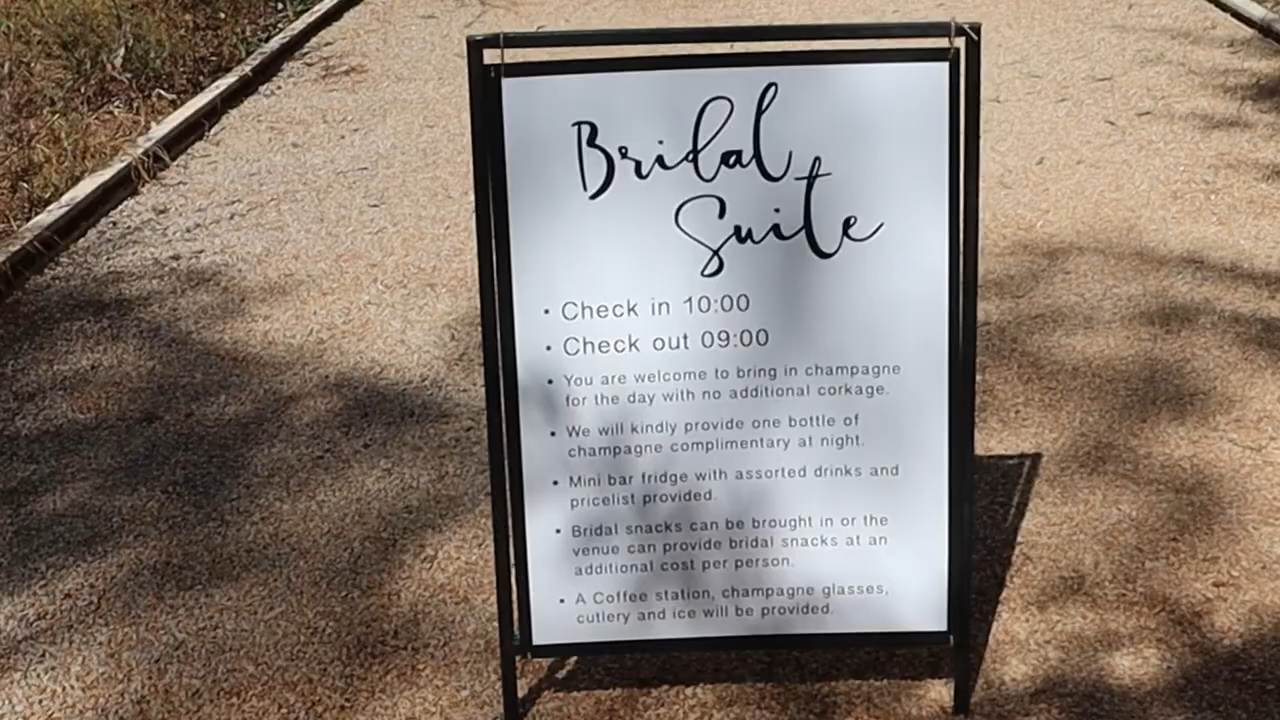 Bridal
Suite
• Check in 10:00
• Check out 09:00
• You are welcome to bring in champagne
for the day with no additional corkage.
• We will kindly provide one bottle of
champagne complimentary at night.
• Mini bar fridge with assorted drinks and
pricelist provided.
• Bridal snacks can be brought in or the
venue can provide bridal snacks at an
additional cost per person.
• A Coffee station, champagne glasses,
cutlery and ice will be provided.